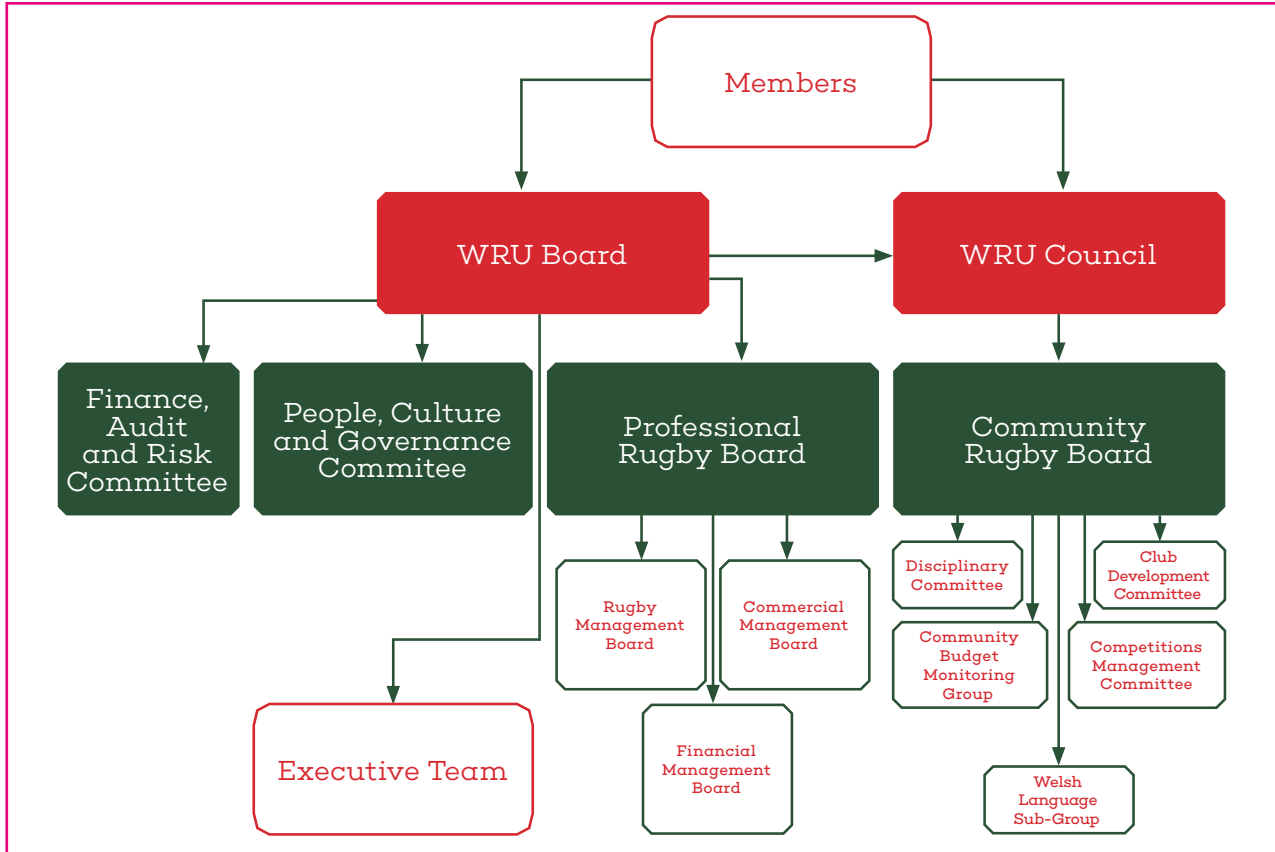 Members
WRU Board
WRU Council
Finance,
Audit
and Risk
Committee
People, Culture
and Governance
Commitee
Professional
Rugby Board
Community
Rugby Board
Rugby
Management
Board
Commercial
Management
Board
Financial
Management
Board
Disciplinary
Committee
Club
Development
Committee
Community
Budget
Monitoring
Group
Competitions
Management
Committee
Welsh
Language
Sub-Group
Executive Team